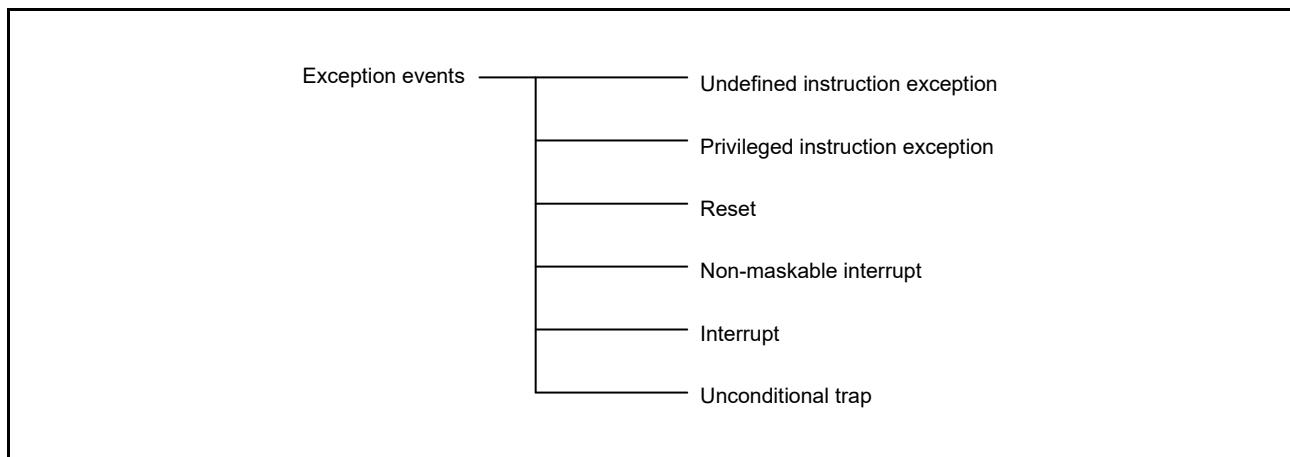 Exception events
Undefined instruction exception
Privileged instruction exception
Reset
Non-maskable interrupt
Interrupt
Unconditional trap